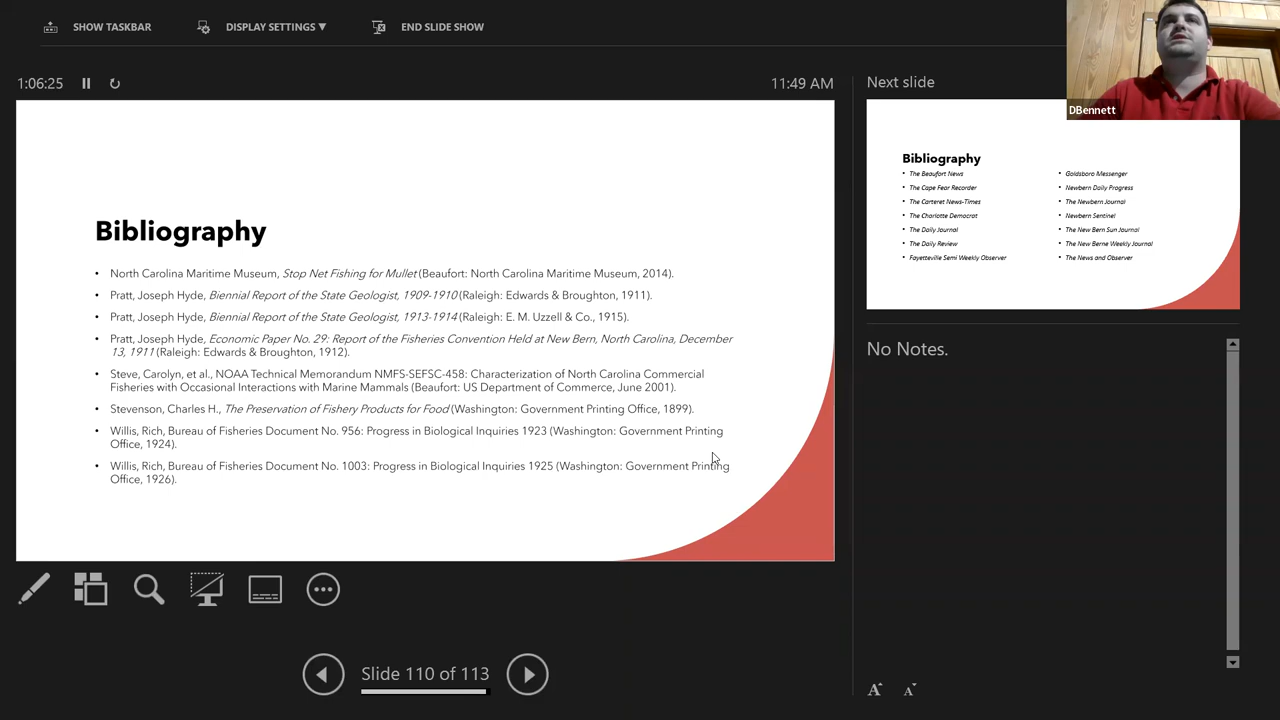 SHOW TASKBAR
DISPLAY SETTINGS ▼
END SLIDE SHOW
1:06:25
11:49 AM
Bibliography
• North Carolina Maritime Museum, Stop Net Fishing for Mullet (Beaufort: North Carolina Maritime Museum, 2014).
• Pratt, Joseph Hyde, Biennial Report of the State Geologist, 1909-1910 (Raleigh: Edwards & Broughton, 1911).
• Pratt, Joseph Hyde, Biennial Report of the State Geologist, 1913-1914 (Raleigh: E. M. Uzzell & Co., 1915).
• Pratt, Joseph Hyde, Economic Paper No. 29: Report of the Fisheries Convention Held at New Bern, North Carolina, December
13, 1911 (Raleigh: Edwards & Broughton, 1912).
• Steve, Carolyn, et al., NOAA Technical Memorandum NMFS-SEFSC-458: Characterization of North Carolina Commercial
Fisheries with Occasional Interactions with Marine Mammals (Beaufort: US Department of Commerce, June 2001).
• Stevenson, Charles H., The Preservation of Fishery Products for Food (Washington: Government Printing Office, 1899).
• Willis, Rich, Bureau of Fisheries Document No. 956: Progress in Biological Inquiries 1923 (Washington: Government Printing
Office, 1924).
• Willis, Rich, Bureau of Fisheries Document No. 1003: Progress in Biological Inquiries 1925 (Washington: Government Printing
Office, 1926).
Slide 110 of 113
Next slide
DBennett
Bibliography
• The Beaufort News
• The Cape Fear Recorder
• The Carteret News-Times
• The Charlotte Democrat
• The Daily Journal
• The Daily Review
• Fayetteville Semi Weekly Observer
• Goldsboro Messenger
• Newbern Daily Progress
• The Newbern Journal
• Newbern Sentinel
• The New Bern Sun Journal
• The New Berne Weekly Journal
• The News and Observer
No Notes.
A A